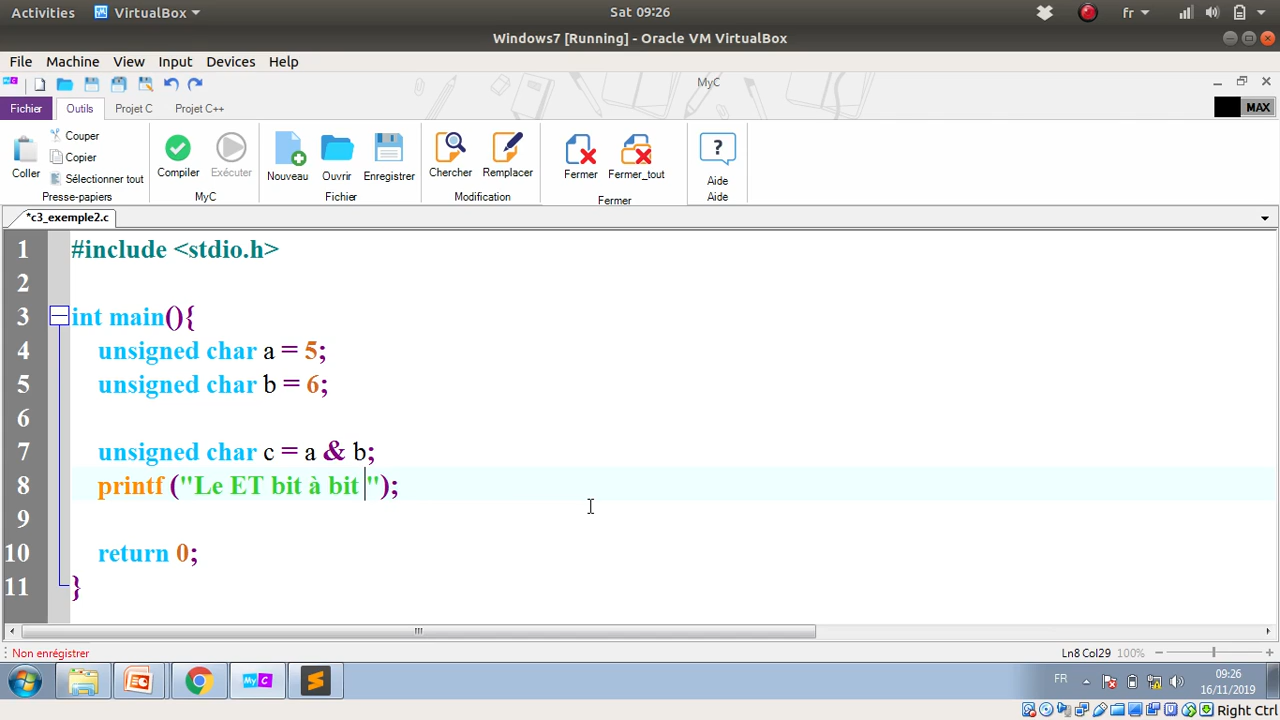 Activities VirtualBox Sat 09:26 fr
Windows7 [Running] - Oracle VM VirtualBox
File Machine View Input Devices Help
MyC
Fichier Outils Projet C Projet C++ MAX
Coller Couper Copier Sélectionner tout
Compiler Exécuter Nouveau Ouvrir Enregistrer Chercher Remplacer Fermer Fermer_tout Aide
Presse-papiers MyC Fichier Modification Fermer Aide
*c3_exemple2.c
1 #include <stdio.h>
2
3 int main(){
4 unsigned char a = 5;
5 unsigned char b = 6;
6
7 unsigned char c = a & b;
8 printf ("Le ET bit à bit ");
9
10 return 0;
11 }
Non enrégistrer Ln8 Col29 100%
MyC FR 09:26
16/11/2019
Right Ctrl